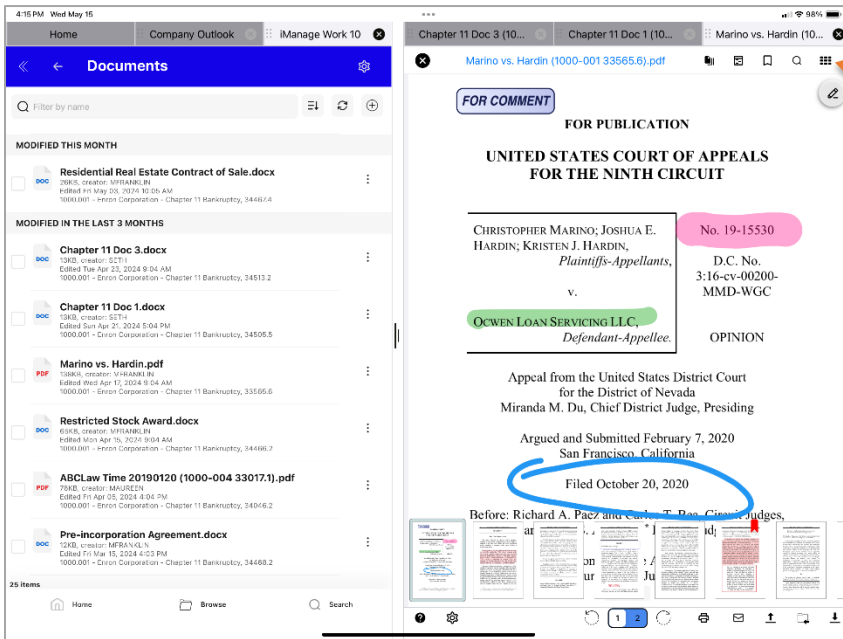 4:15 PM Wed May 15
98%
Home
Company Outlook
iManage Work 10
Documents
Filter by name
MODIFIED THIS MONTH
DOC
Residential Real Estate Contract of Sale.docx
26KB, creator: MFRANKLIN
Edited Fri May 03, 2024 10:05 AM
1000.001 - Enron Corporation - Chapter 11 Bankruptcy, 34467.4
MODIFIED IN THE LAST 3 MONTHS
DOC
Chapter 11 Doc 3.docx
13KB, creator: SETH
Edited Tue Apr 23, 2024 9:04 AM
1000.001 - Enron Corporation - Chapter 11 Bankruptcy, 34513.2
DOC
Chapter 11 Doc 1.docx
13KB, creator: SETH
Edited Sun Apr 21, 2024 5:04 PM
1000.001 - Enron Corporation - Chapter 11 Bankruptcy, 34505.5
PDF
Marino vs. Hardin.pdf
138KB, creator: MFRANKLIN
Edited Wed Apr 17, 2024 9:04 AM
1000.001 - Enron Corporation - Chapter 11 Bankruptcy, 33565.6
DOC
Restricted Stock Award.docx
65KB, creator: MFRANKLIN
Edited Mon Apr 15, 2024 9:04 AM
1000.001 - Enron Corporation - Chapter 11 Bankruptcy, 34466.2
PDF
ABCLaw Time 20190120 (1000-004 33017.1).pdf
76KB, creator: MAUREEN
Edited Fri Apr 05, 2024 4:04 PM
1000.001 - Enron Corporation - Chapter 11 Bankruptcy, 34046.2
DOC
Pre-incorporation Agreement.docx
12KB, creator: MFRANKLIN
Edited Fri Mar 15, 2024 4:03 PM
1000.001 - Enron Corporation - Chapter 11 Bankruptcy, 34468.2
25 items
Home
Browse
Search
Chapter 11 Doc 3 (10...
Chapter 11 Doc 1 (10...
Marino vs. Hardin (10...
Marino vs. Hardin (1000-001 33565.6).pdf
FOR COMMENT
FOR PUBLICATION
UNITED STATES COURT OF APPEALS
FOR THE NINTH CIRCUIT
CHRISTOPHER MARINO; JOSHUA E.
HARDIN; KRISTEN J. HARDIN,
Plaintiffs-Appellants,
v.
OCWEN LOAN SERVICING LLC,
Defendant-Appellee.
No. 19-15530
D.C. No.
3:16-cv-00200-
MMD-WGC
OPINION
Appeal from the United States District Court
for the District of Nevada
Miranda M. Du, Chief District Judge, Presiding
Argued and Submitted February 7, 2020
San Francisco, California
Filed October 20, 2020
Before: Richard A. Paez and Carlos T. Bea, Circuit Judges,
1 2